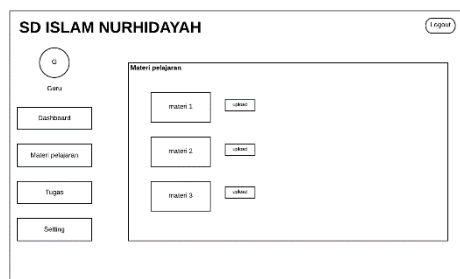 SD ISLAM NURHIDAYAH
Logout
G
Guru
Dashboard
Materi pelajaran
Tugas
Setting
Materi pelajaran
materi 1
upload
materi 2
upload
materi 3
upload